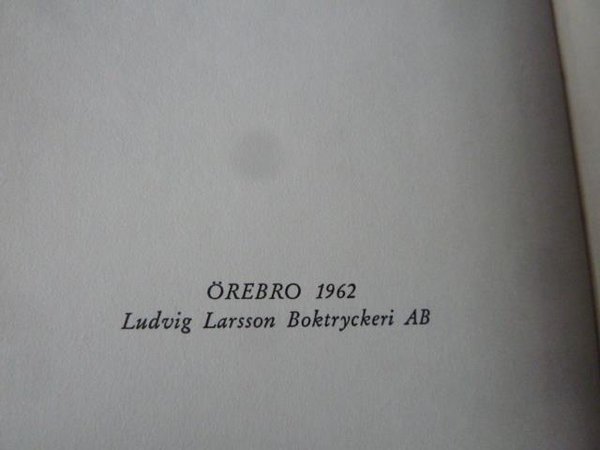 ÖREBRO 1962
Ludvig Larsson Boktryckeri AB